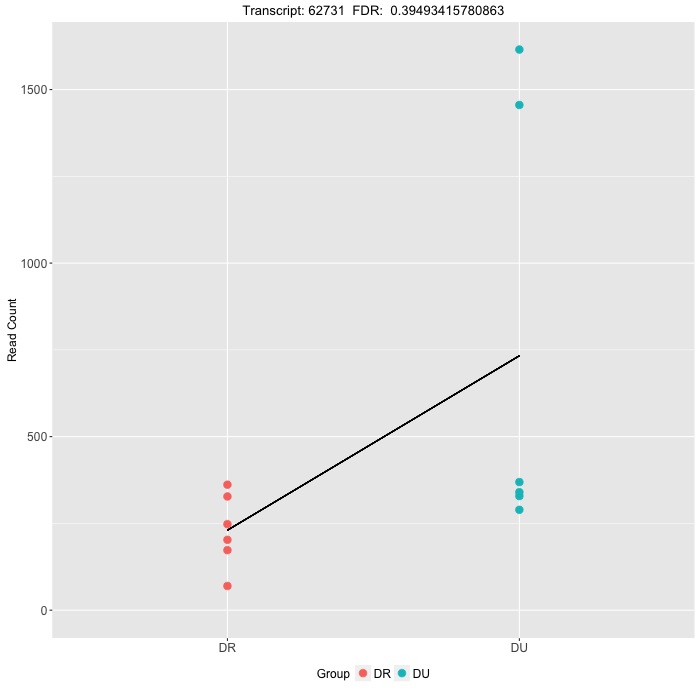 Transcript: 62731 FDR: 0.39493415780863
Read Count
1500
1000
500
0
DR DU
Group DR DU